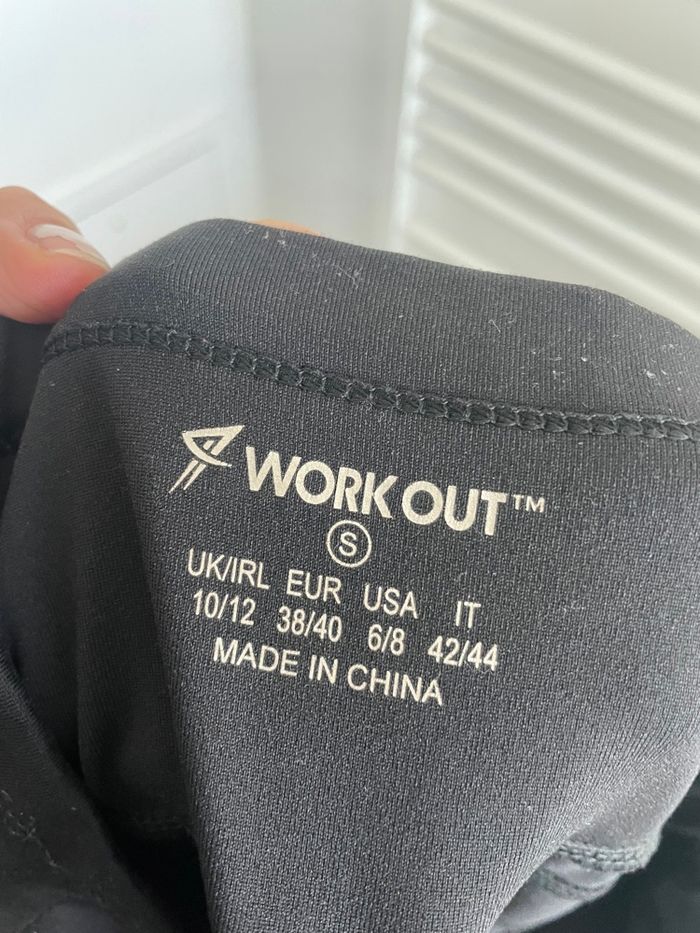 WORK OUT™
S
UK/IRL EUR USA IT
10/12 38/40 6/8 42/44
MADE IN CHINA